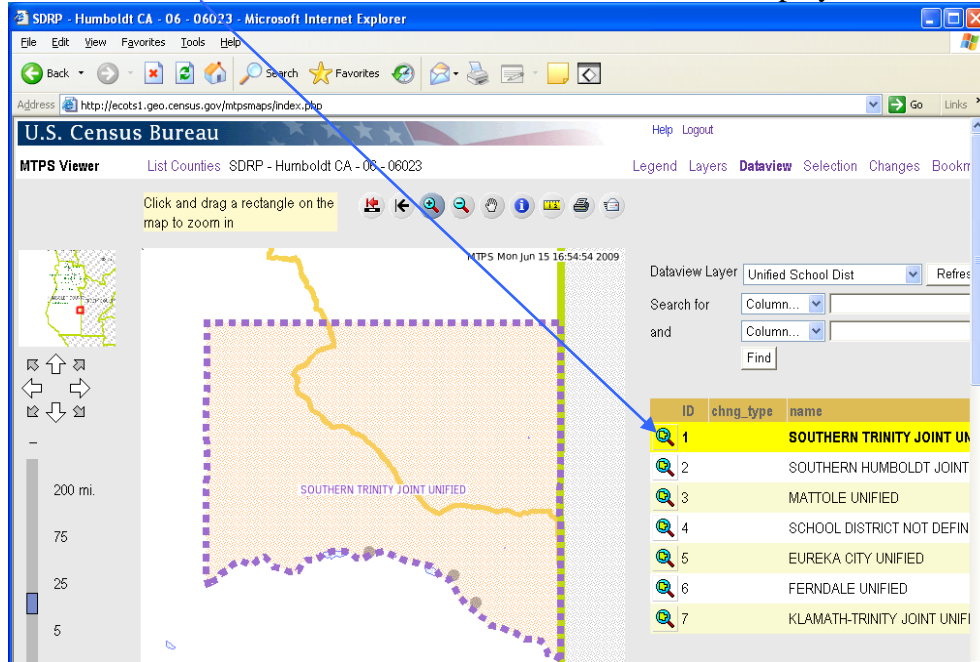 SDRP - Humboldt CA - 06 - 06023 - Microsoft Internet Explorer
File Edit View Favorites Tools Help
Back Search Favorites
Address http://ecots1.geo.census.gov/mtpsmaps/index.php Go Links
U.S. Census Bureau Help Logout
MTPS Viewer List Counties SDRP - Humboldt CA - 06 - 06023 Legend Layers Dataview Selection Changes Bookm
Click and drag a rectangle on the
map to zoom in
MTPS Mon Jun 15 16:54:54 2009
Dataview Layer Unified School Dist Refres
Search for Column...
and Column...
Find
ID chng_type name
1 SOUTHERN TRINITY JOINT UN
2 SOUTHERN HUMBOLDT JOINT
3 MATTOLE UNIFIED
4 SCHOOL DISTRICT NOT DEFIN
5 EUREKA CITY UNIFIED
6 FERNDALE UNIFIED
7 KLAMATH-TRINITY JOINT UNIFI
SOUTHERN TRINITY JOINT UNIFIED
200 mi.
75
25
5